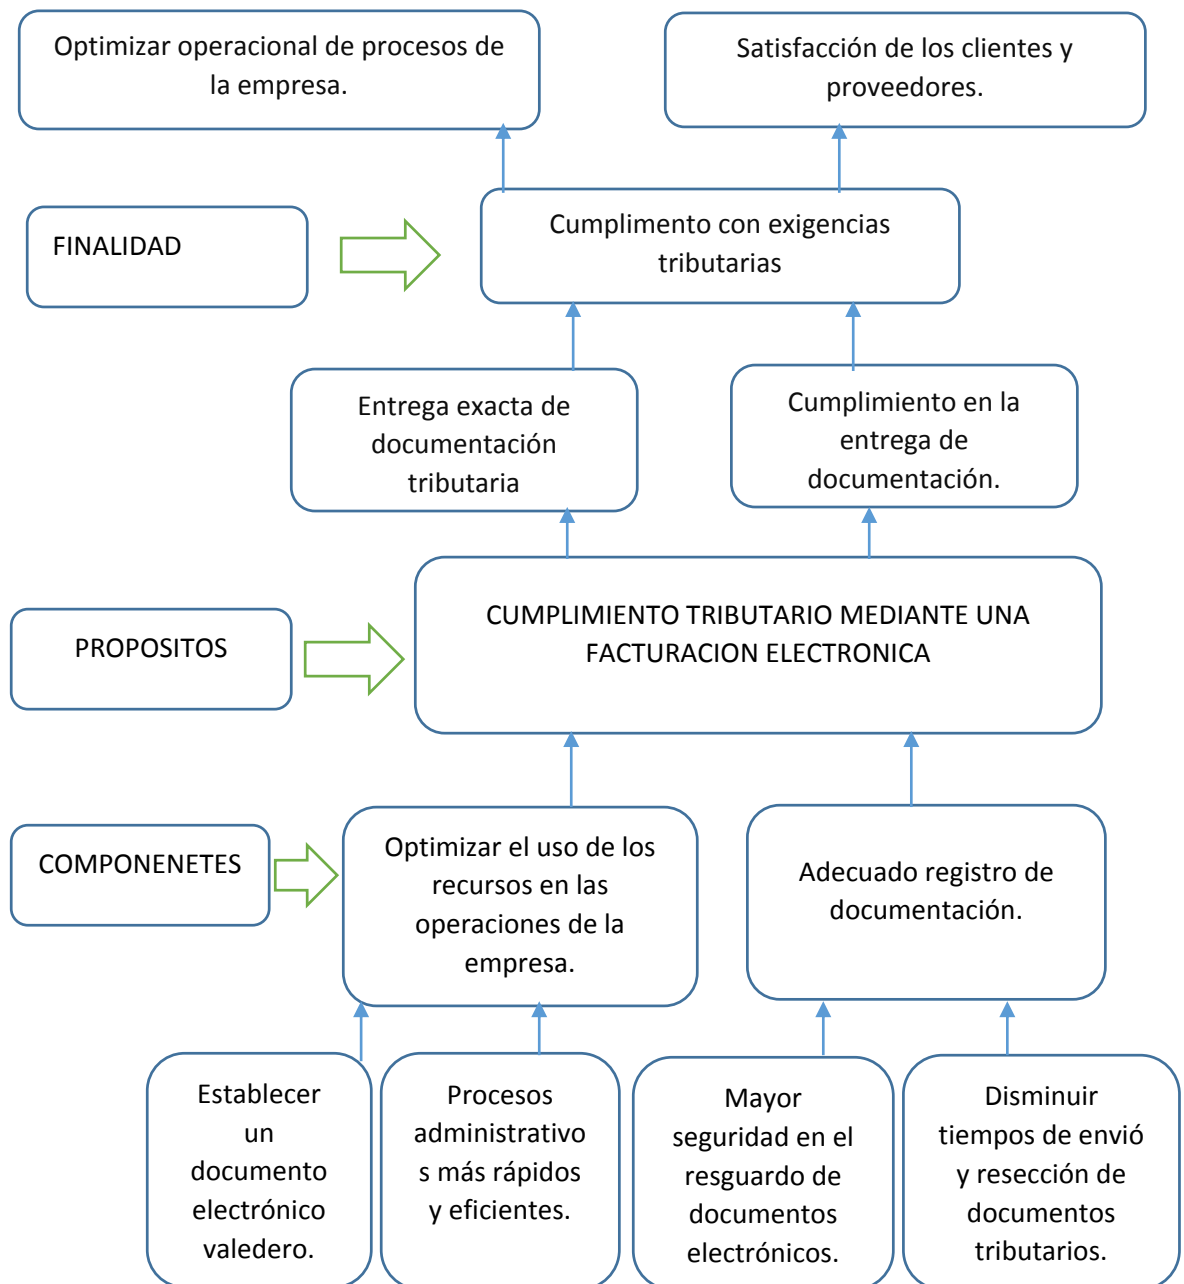 Optimizar operacional de procesos de
la empresa.
Satisfacción de los clientes y
proveedores.
FINALIDAD
Cumplimento con exigencias
tributarias
Entrega exacta de
documentación
tributaria
Cumplimiento en la
entrega de
documentación.
PROPOSITOS
CUMPLIMIENTO TRIBUTARIO MEDIANTE UNA
FACTURACION ELECTRONICA
COMPONENETES
Optimizar el uso de los
recursos en las
operaciones de la
empresa.
Adecuado registro de
documentación.
Establecer
un
documento
electrónico
valedero.
Procesos
administrativo
s más rápidos
y eficientes.
Mayor
seguridad en el
resguardo de
documentos
electrónicos.
Disminuir
tiempos de envió
y resección de
documentos
tributarios.